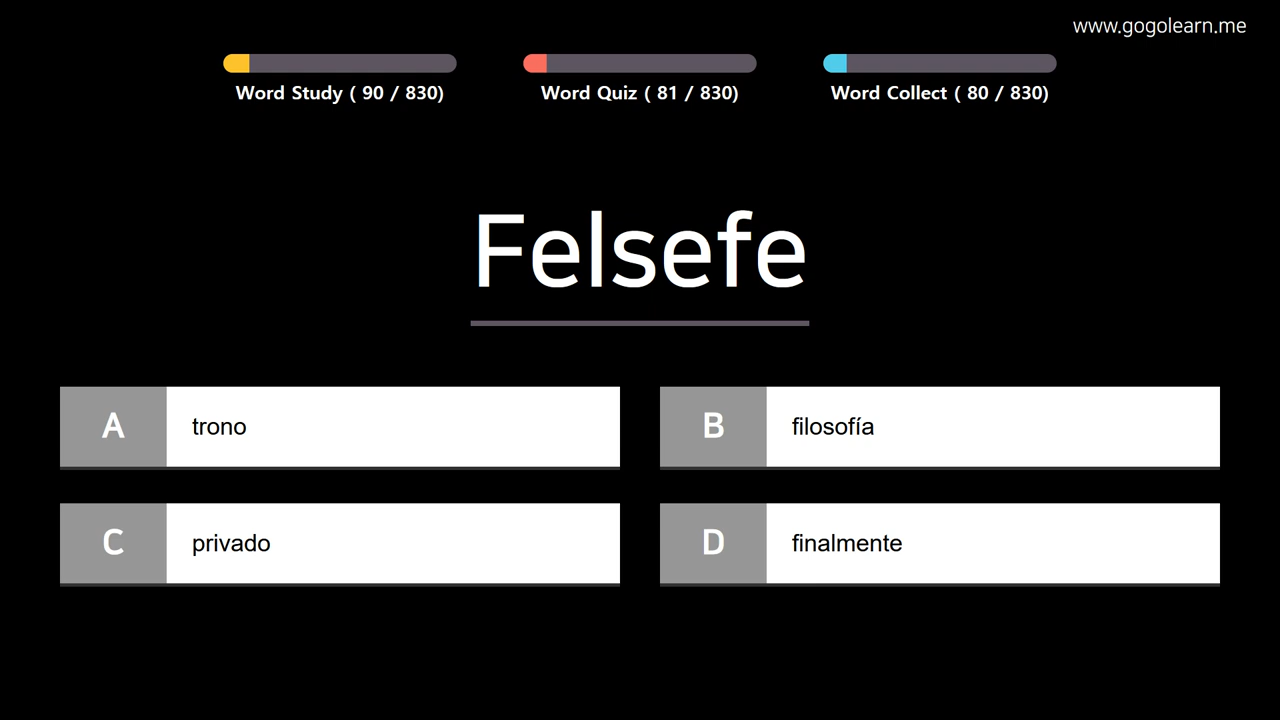 www.gogolearn.me
Word Study ( 90 / 830)
Word Quiz ( 81 / 830)
Word Collect ( 80 / 830)
Felsefe
A
trono
B
filosofía
C
privado
D
finalmente